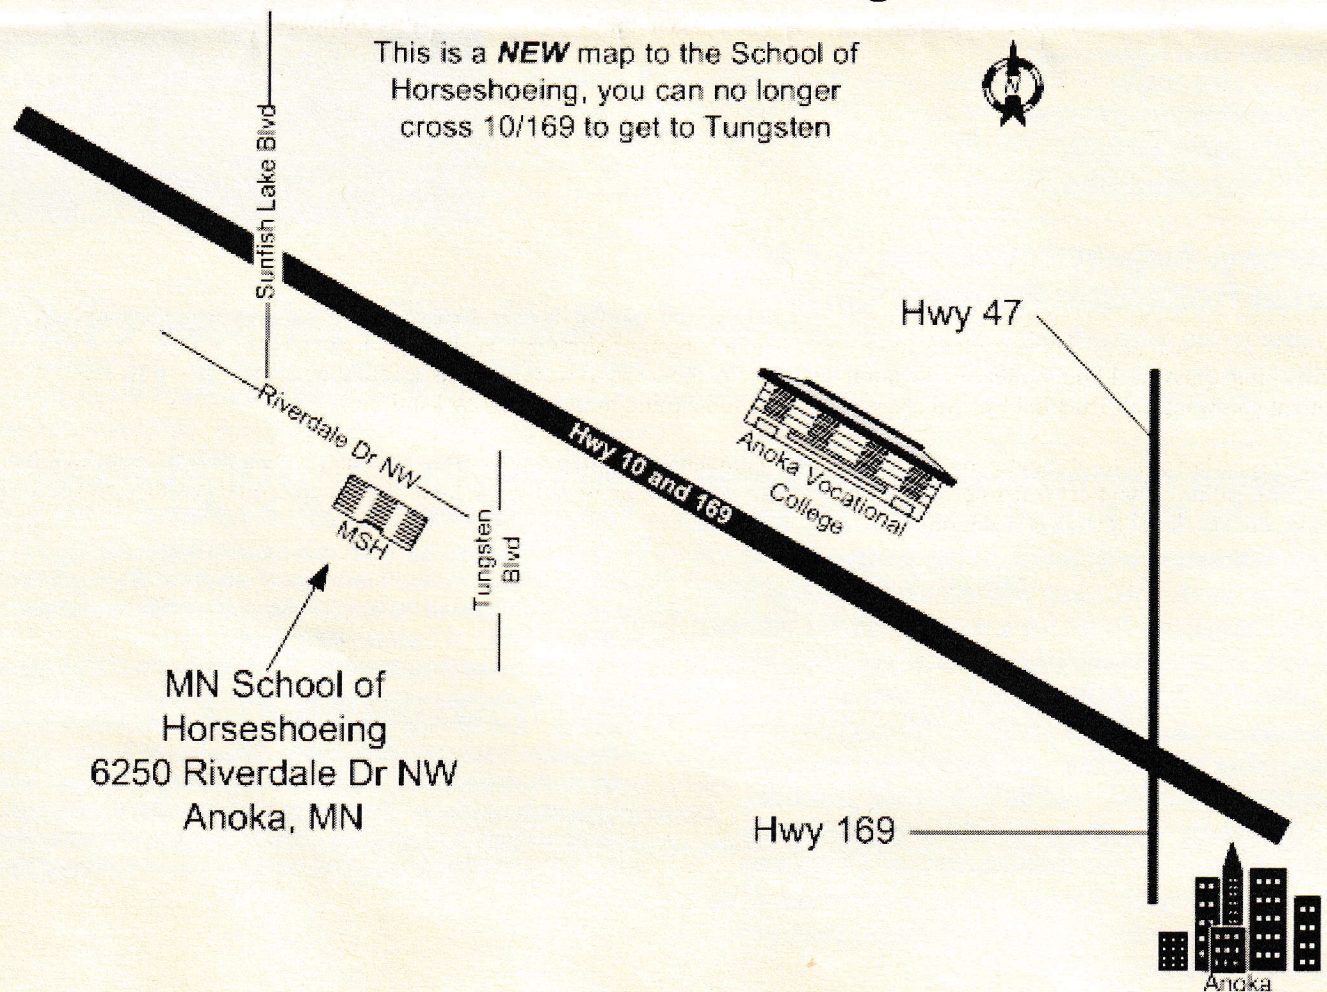 This is a NEW map to the School of
Horseshoeing, you can no longer
cross 10/169 to get to Tungsten
N
Sunfish Lake Blvd
Hwy 47
Riverdale Dr NW
Hwy 10 and 169
Anoka Vocational
College
MSH
Tungsten
Blvd
MN School of
Horseshoeing
6250 Riverdale Dr NW
Anoka, MN
Hwy 169
Anoka